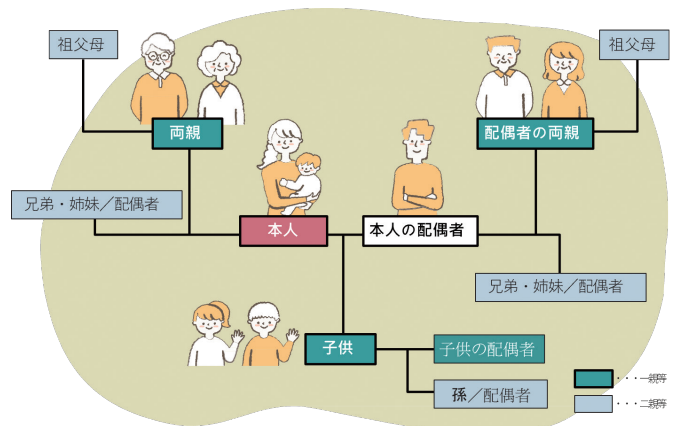 祖父母
祖父母
両親
配偶者の両親
兄弟・姉妹／配偶者
本人
本人の配偶者
兄弟・姉妹／配偶者
子供
子供の配偶者
孫／配偶者
・・・一親等
・・・二親等